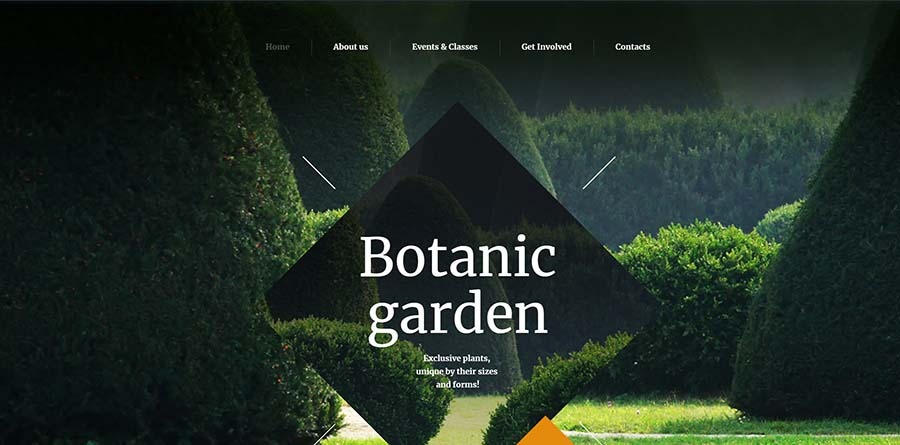 Home About us Events & Classes Get Involved Contacts
Botanic
garden
Exclusive plants,
unique by their sizes
and forms!